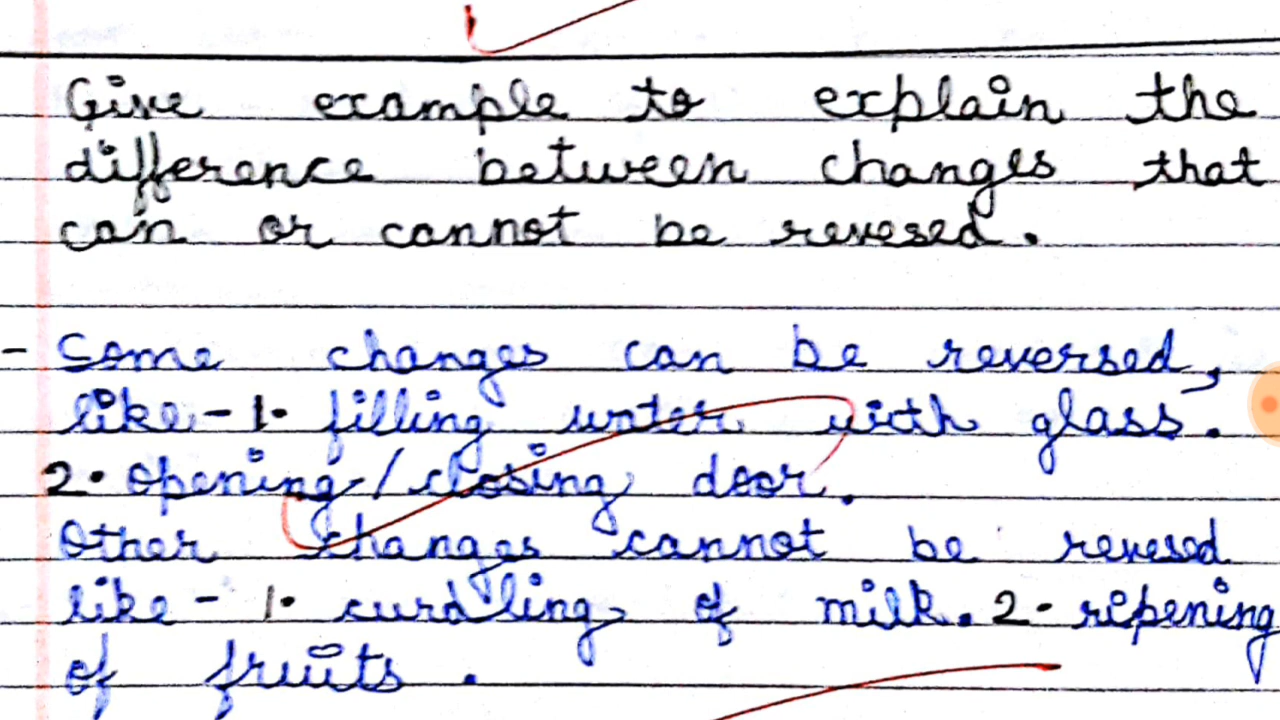 Give example to explain the
difference between changes that
can or cannot be revesed.
- Some changes can be reversed,
like - 1. filling water with glass.
2. opening/closing door.
Other changes cannot be revesed
like - 1. curdling of milk. 2. ripening
of fruits.